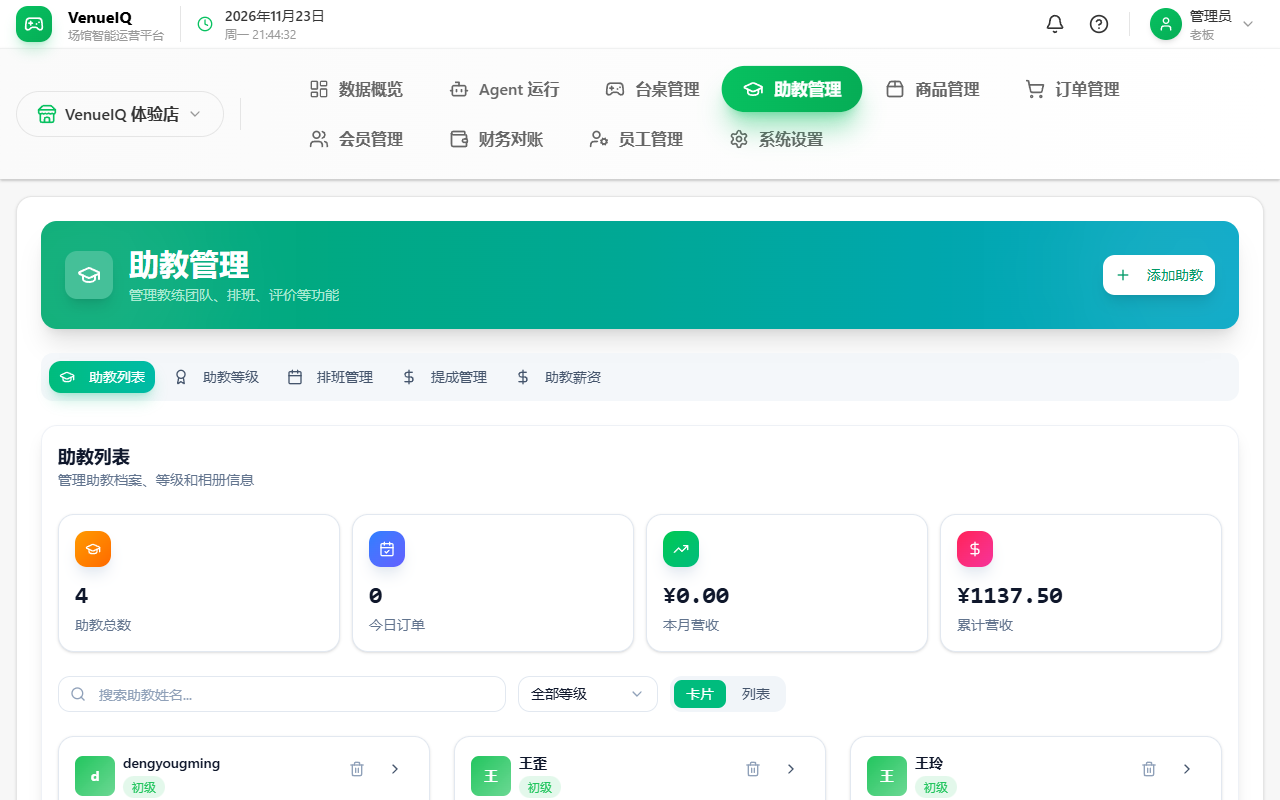 VenueIQ
场馆智能运营平台
2026年11月23日
周一 21:44:32
管理员
老板
VenueIQ 体验店
数据概览
Agent 运行
台桌管理
助教管理
商品管理
订单管理
会员管理
财务对账
员工管理
系统设置
助教管理
管理教练团队、排班、评价等功能
添加助教
助教列表
助教等级
排班管理
提成管理
助教薪资
助教列表
管理助教档案、等级和相册信息
4
助教总数
0
今日订单
¥0.00
本月营收
¥1137.50
累计营收
搜索助教姓名...
全部等级
卡片
列表
d
dengyougming
初级
王
王歪
初级
王
王玲
初级